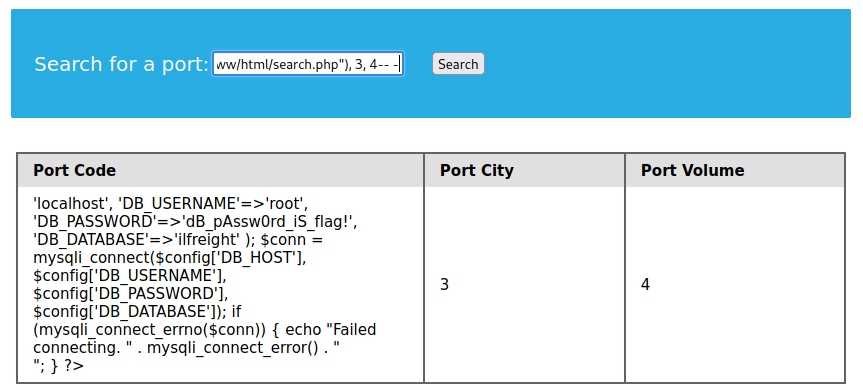 Search for a port: ww/html/search.php"), 3, 4-- - Search
Port Code Port City Port Volume
'localhost', 'DB_USERNAME'=>'root',
'DB_PASSWORD'=>'dB_pAssw0rd_iS_flag!',
'DB_DATABASE'=>'ilfreight' ); $conn =
mysqli_connect($config['DB_HOST'],
$config['DB_USERNAME'],
$config['DB_PASSWORD'],
$config['DB_DATABASE']); if
(mysqli_connect_errno($conn)) { echo "Failed
connecting. " . mysqli_connect_error() . "
"; } ?>
3
4